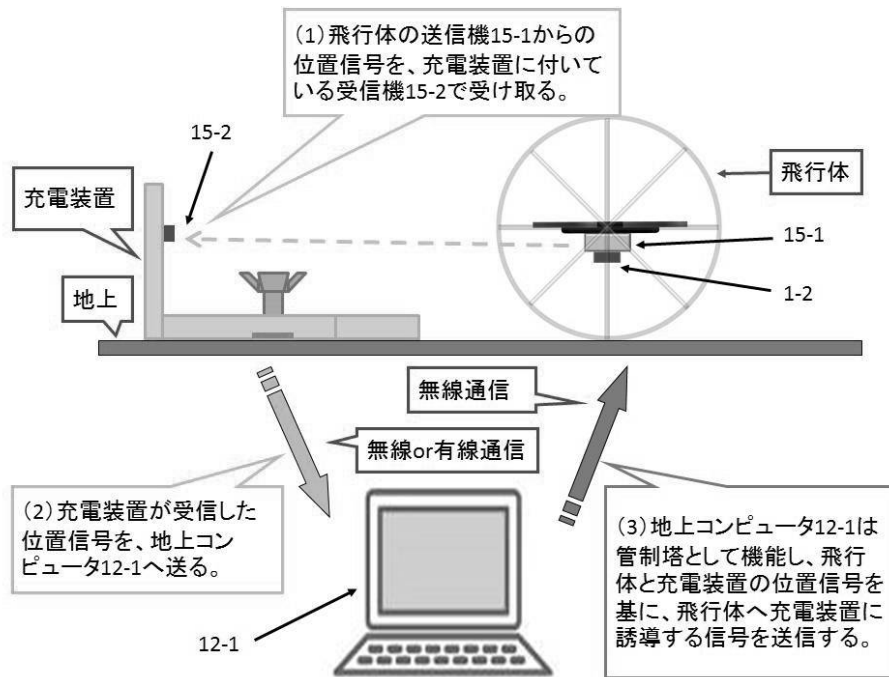 (1)飛行体の送信機15-1からの
位置信号を、充電装置に付いて
いる受信機15-2で受け取る。
15-2
充電装置
飛行体
15-1
1-2
地上
無線通信
無線or有線通信
(2)充電装置が受信した
位置信号を、地上コン
ピュータ12-1へ送る。
(3)地上コンピュータ12-1は
管制塔として機能し、飛行
体と充電装置の位置信号を
基に、飛行体へ充電装置に
誘導する信号を送信する。
12-1